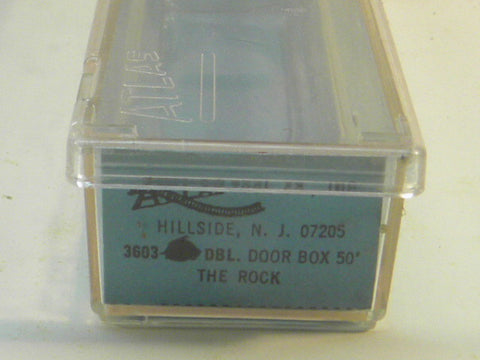 ATLAS
HILLSIDE, N. J. 07205
3603- DBL. DOOR BOX 50'
THE ROCK